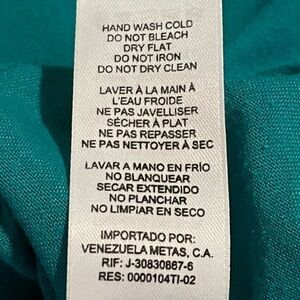 HAND WASH COLD
DO NOT BLEACH
DRY FLAT
DO NOT IRON
DO NOT DRY CLEAN
LAVER À LA MAIN À
L'EAU FROIDE
NE PAS JAVELLISER
SÉCHER À PLAT
NE PAS REPASSER
NE PAS NETTOYER À SEC
LAVAR A MANO EN FRÍO
NO BLANQUEAR
SECAR EXTENDIDO
NO PLANCHAR
NO LIMPIAR EN SECO
IMPORTADO POR:
VENEZUELA METAS, C.A.
RIF: J-30830867-6
RES: 0000104TI-02